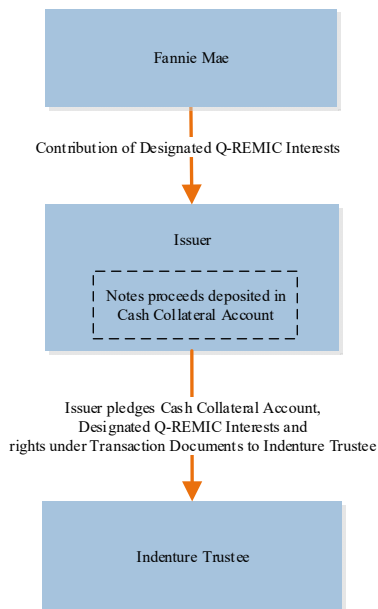 Fannie Mae
Contribution of Designated Q-REMIC Interests
Issuer
Notes proceeds deposited in
Cash Collateral Account
Issuer pledges Cash Collateral Account,
Designated Q-REMIC Interests and
rights under Transaction Documents to Indenture Trustee
Indenture Trustee